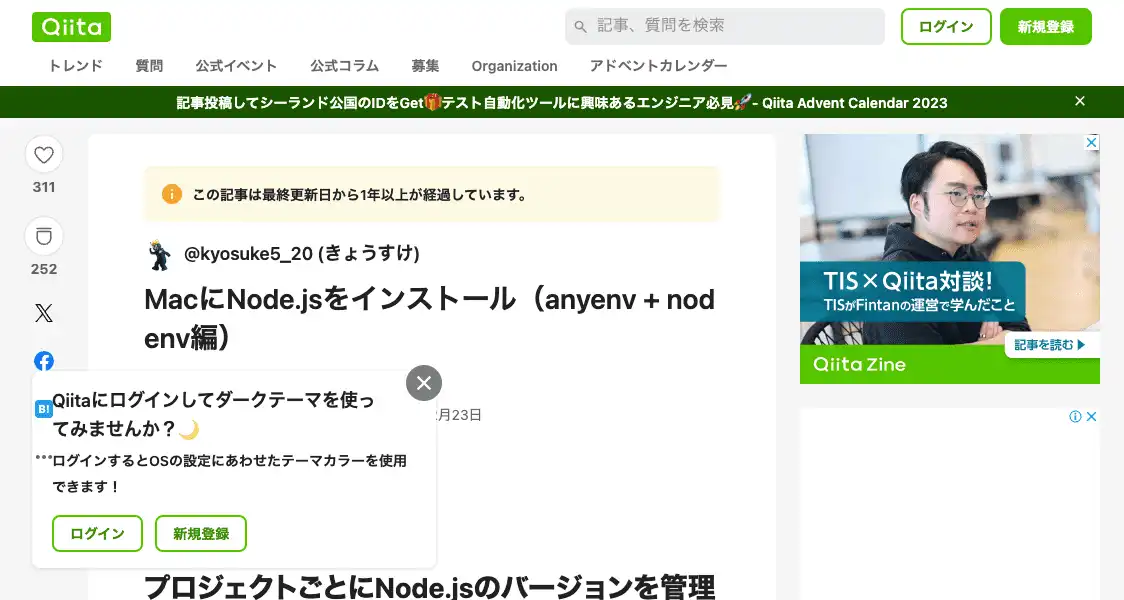 Qiita
記事、質問を検索
ログイン
新規登録
トレンド
質問
公式イベント
公式コラム
募集
Organization
アドベントカレンダー
記事投稿してシーランド公国のIDをGet🎁テスト自動化ツールに興味あるエンジニア必見🚀 - Qiita Advent Calendar 2023
311
252
この記事は最終更新日から1年以上が経過しています。
@kyosuke5_20 (きょうすけ)
MacにNode.jsをインストール（anyenv + nod
env編）
月23日
B!
Qiitaにログインしてダークテーマを使っ
てみませんか？🌙
ログインするとOSの設定にあわせたテーマカラーを使用
できます！
ログイン
新規登録
プロジェクトごとにNode.jsのバージョンを管理
TIS×Qiita対談!
TISがFintanの運営で学んだこと
記事を読む
Qiita Zine